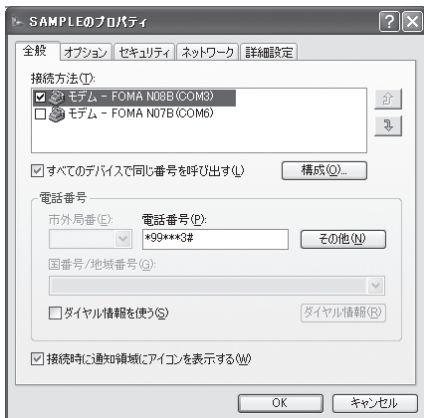 SAMPLEのプロパティ
全般 オプション セキュリティ ネットワーク 詳細設定
接続方法(T):
モデム - FOMA N08B(COM3)
モデム - FOMA N07B(COM6)
すべてのデバイスで同じ番号を呼び出す(L) 構成(O)...
電話番号
市外局番(E): 電話番号(P):
*99***3# その他(N)
国番号/地域番号(G):
ダイヤル情報を使う(S) ダイヤル情報(R)
接続時に通知領域にアイコンを表示する(W)
OK キャンセル